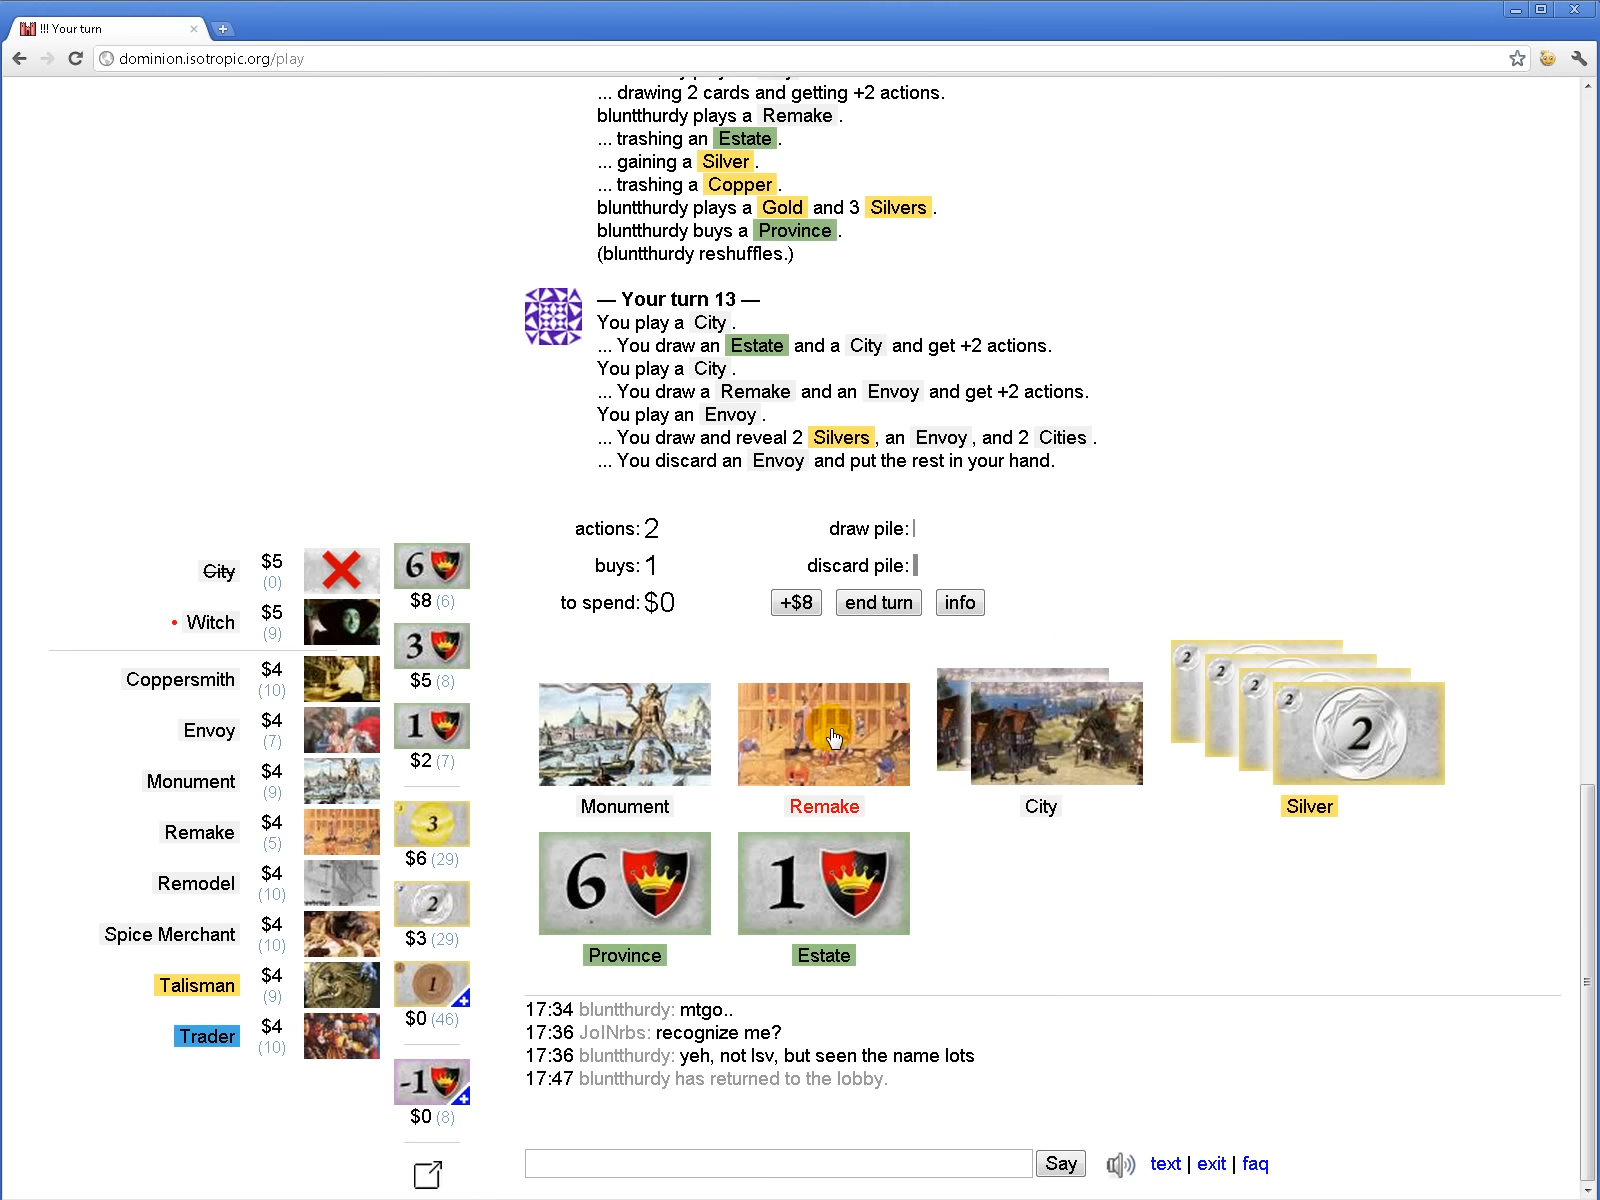 !!! Your turn
dominion.isotropic.org/play
... drawing 2 cards and getting +2 actions.
bluntthurdy plays a Remake .
... trashing an Estate .
... gaining a Silver .
... trashing a Copper .
bluntthurdy plays a Gold and 3 Silvers .
bluntthurdy buys a Province .
(bluntthurdy reshuffles.)
— Your turn 13 —
You play a City .
... You draw an Estate and a City and get +2 actions.
You play a City .
... You draw a Remake and an Envoy and get +2 actions.
You play an Envoy .
... You draw and reveal 2 Silvers , an Envoy , and 2 Cities .
... You discard an Envoy and put the rest in your hand.
actions: 2 draw pile:
buys: 1 discard pile:
to spend: $0 +$8 end turn info
City $5 (0)
Witch $5 (9)
Coppersmith $4 (10)
Envoy $4 (7)
Monument $4 (9)
Remake $4 (5)
Remodel $4 (10)
Spice Merchant $4 (10)
Talisman $4 (9)
Trader $4 (10)
6
$8 (6)
3
$5 (8)
1
$2 (7)
3
$6 (29)
2
$3 (29)
1
$0 (46)
-1
$0 (8)
2 2 2 2 2
Monument Remake City Silver
6 1
Province Estate
17:34 bluntthurdy: mtgo..
17:36 JolNrbs: recognize me?
17:36 bluntthurdy: yeh, not lsv, but seen the name lots
17:47 bluntthurdy has returned to the lobby.
Say text | exit | faq